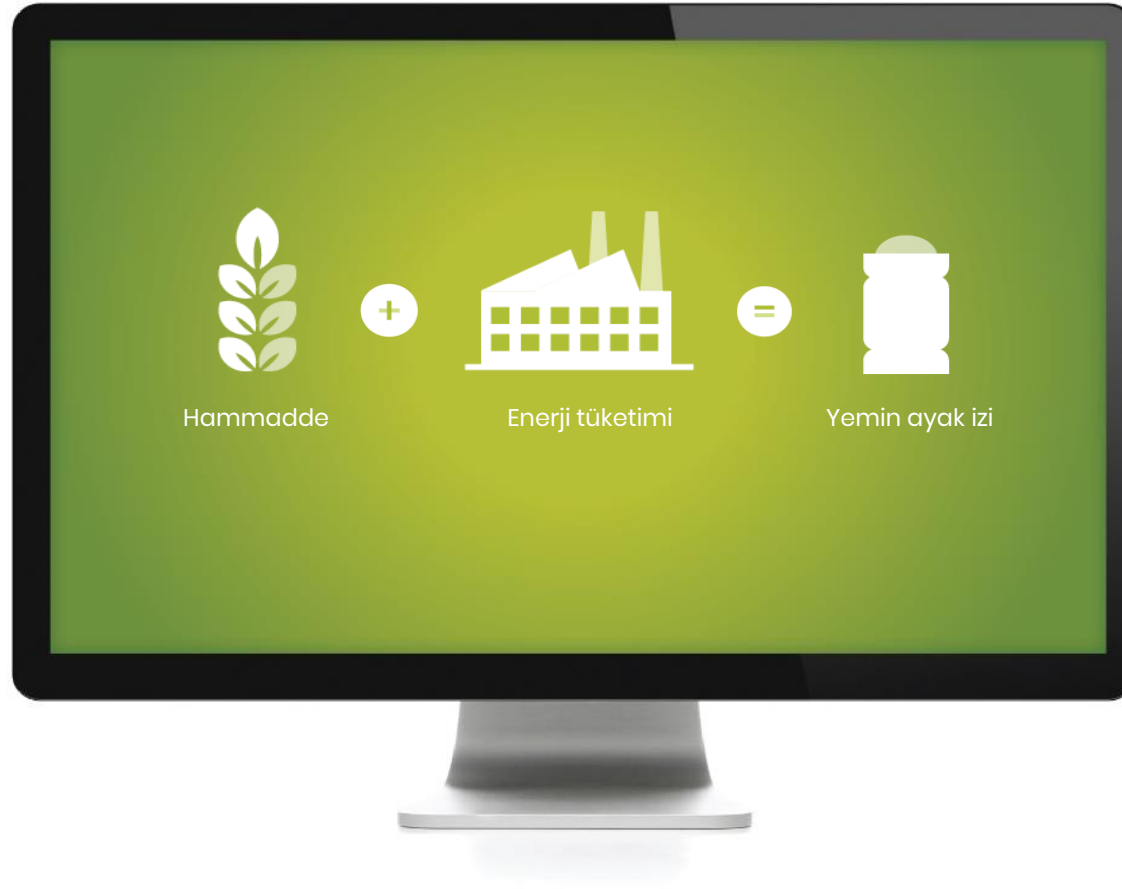 +
=
Hammadde
Enerji tüketimi
Yemin ayak izi